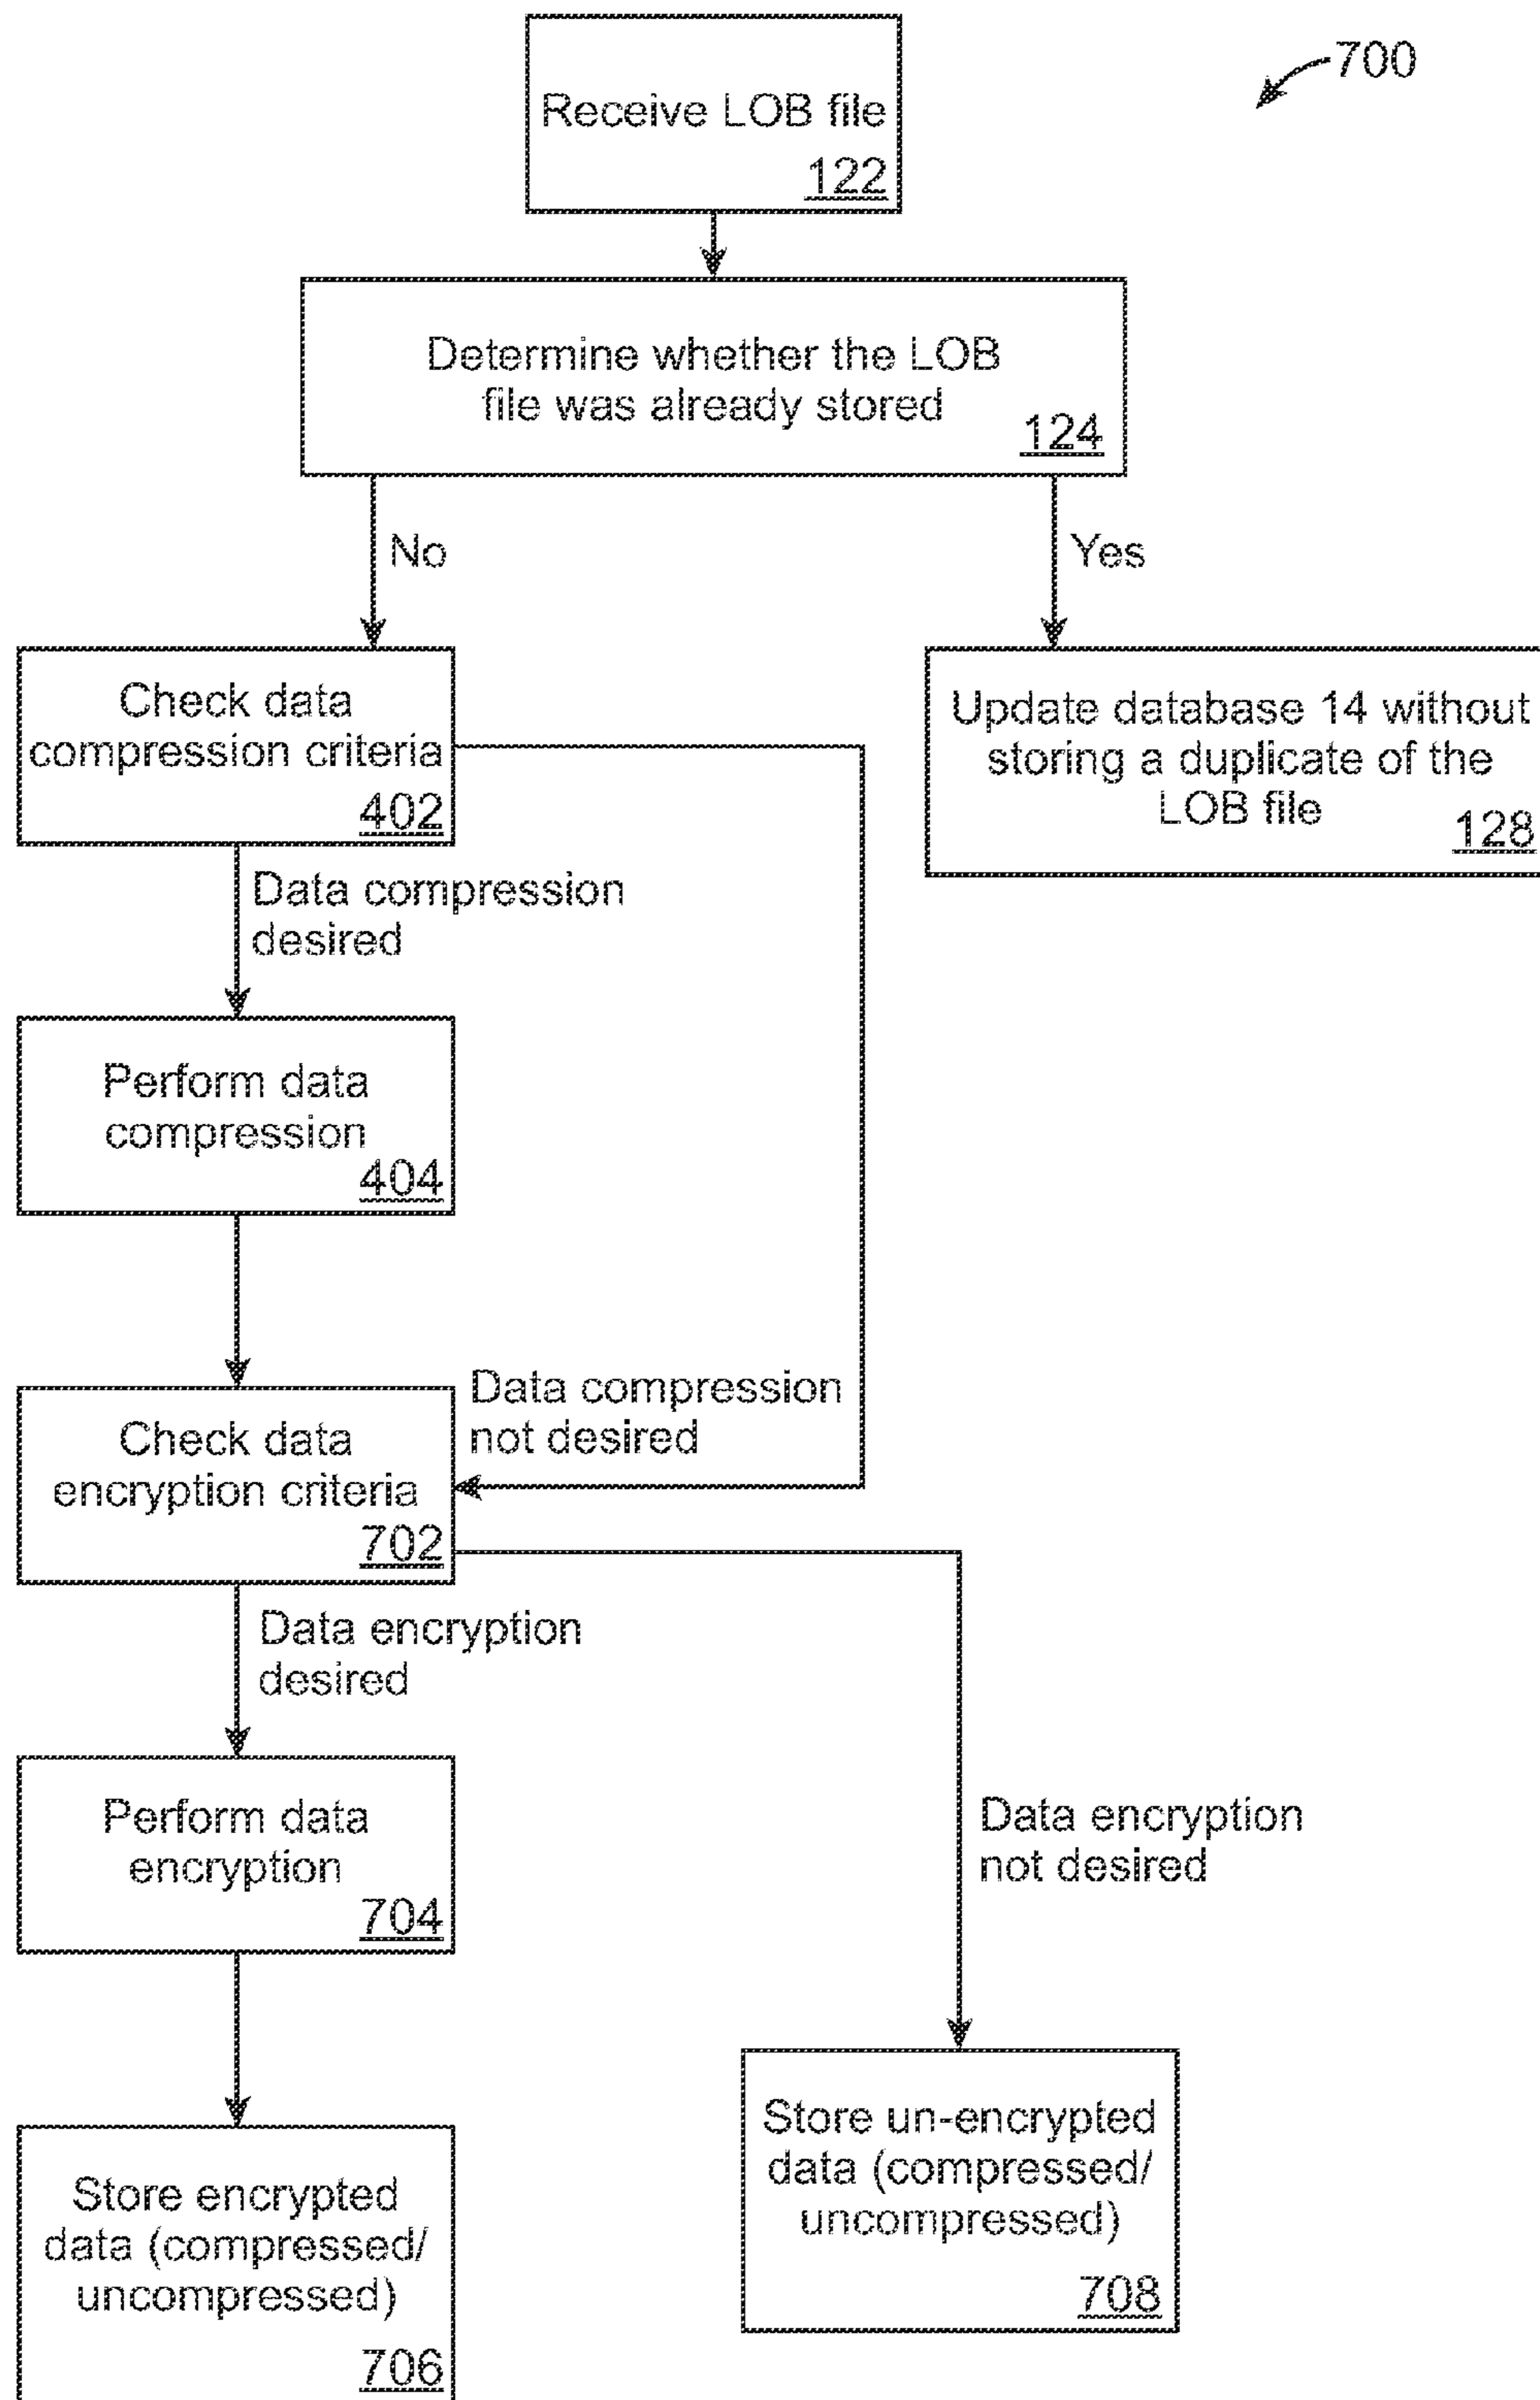 700
Receive LOB file
122
Determine whether the LOB
file was already stored
124
No
Yes
Check data
compression criteria
402
Update database 14 without
storing a duplicate of the
LOB file
128
Data compression
desired
Perform data
compression
404
Data compression
not desired
Check data
encryption criteria
702
Data encryption
desired
Perform data
encryption
704
Data encryption
not desired
Store encrypted
data (compressed/
uncompressed)
706
Store un-encrypted
data (compressed/
uncompressed)
708